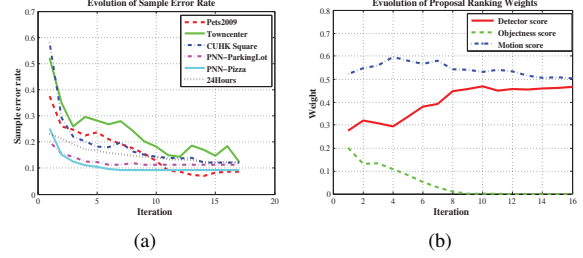 Evolution of Sample Error Rate
Sample error rate
0.6
0.5
0.4
0.3
0.2
0.1
0
0
5
10
15
20
Iteration
Pets2009
Towncenter
CUHK Square
PNN-ParkingLot
PNN-Pizza
24Hours
(a)
Evuolution of Proposal Ranking Weights
Weight
0.8
0.7
0.6
0.5
0.4
0.3
0.2
0.1
0
0
2
4
6
8
10
12
14
16
Iteration
Detector score
Objectness score
Motion score
(b)